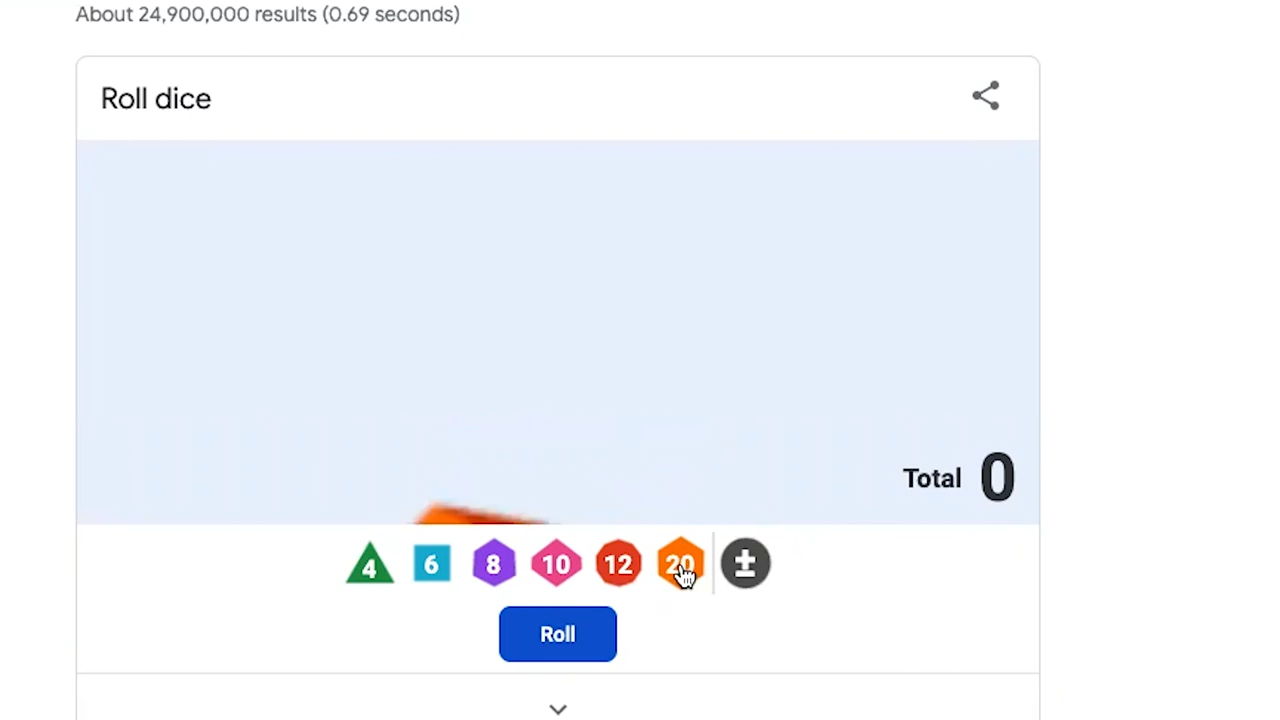 About 24,900,000 results (0.69 seconds)
Roll dice
Total 0
4 6 8 10 12 20 ±
Roll